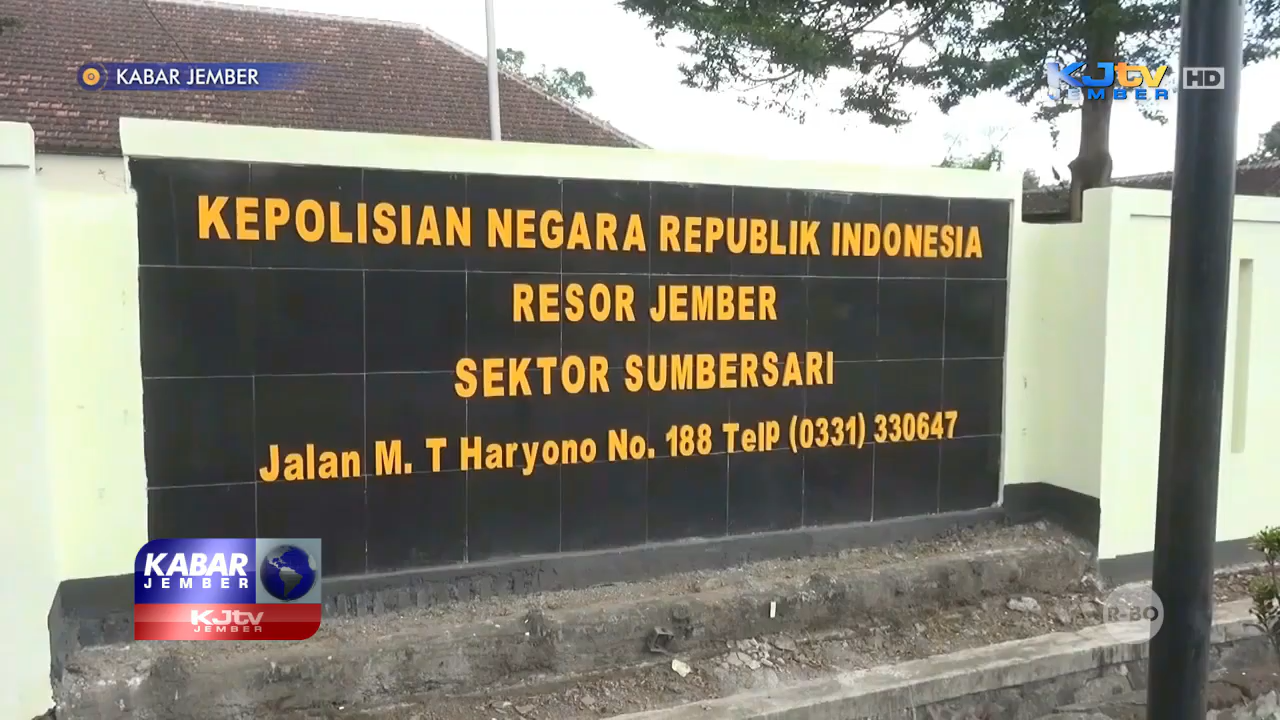 KABAR JEMBER
KJtv HD
JEMBER
KEPOLISIAN NEGARA REPUBLIK INDONESIA
RESOR JEMBER
SEKTOR SUMBERSARI
Jalan M. T Haryono No. 188 Telp (0331) 330647
KABAR
JEMBER
KJtv
JEMBER
R-BO